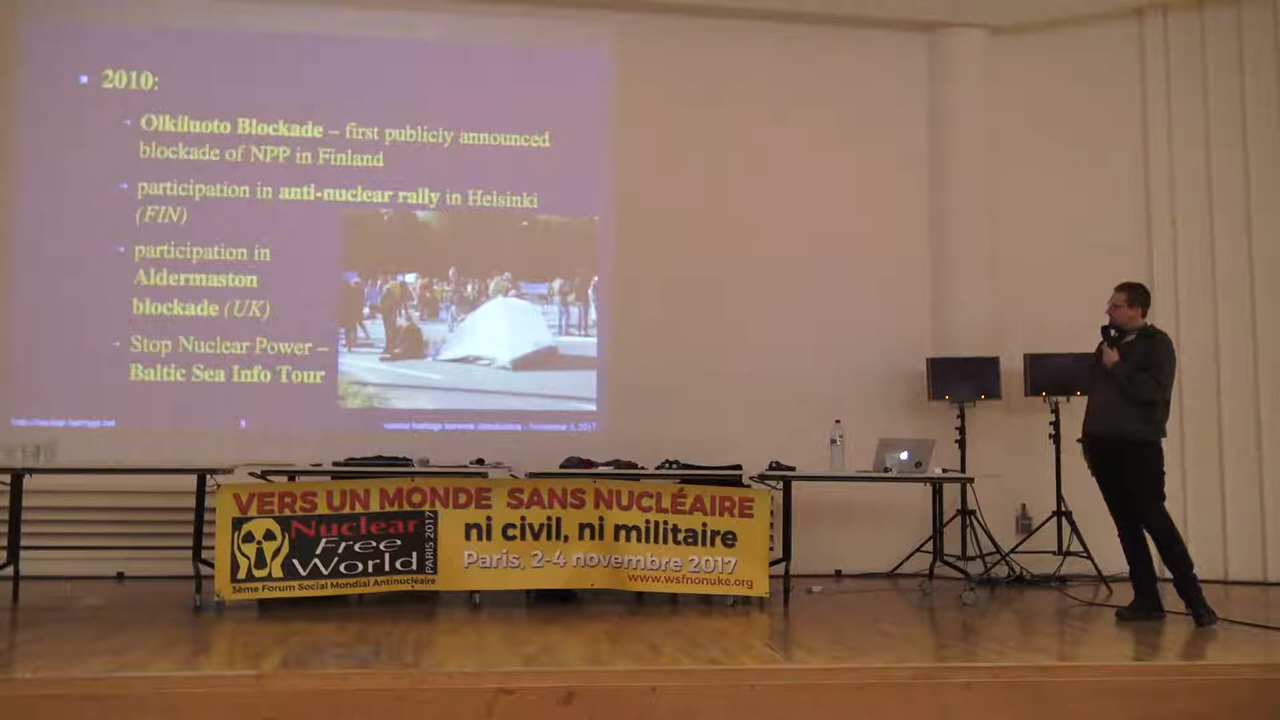 2010:
Olkiluoto Blockade – first publicly announced
blockade of NPP in Finland
participation in anti-nuclear rally in Helsinki
(FIN)
participation in
Aldermaston
blockade (UK)
Stop Nuclear Power –
Baltic Sea Info Tour
VERS UN MONDE SANS NUCLÉAIRE
ni civil, ni militaire
Paris, 2-4 novembre 2017
www.wsfnonuke.org
Nuclear
Free
World
PARIS 2017
3ème Forum Social Mondial Antinucléaire